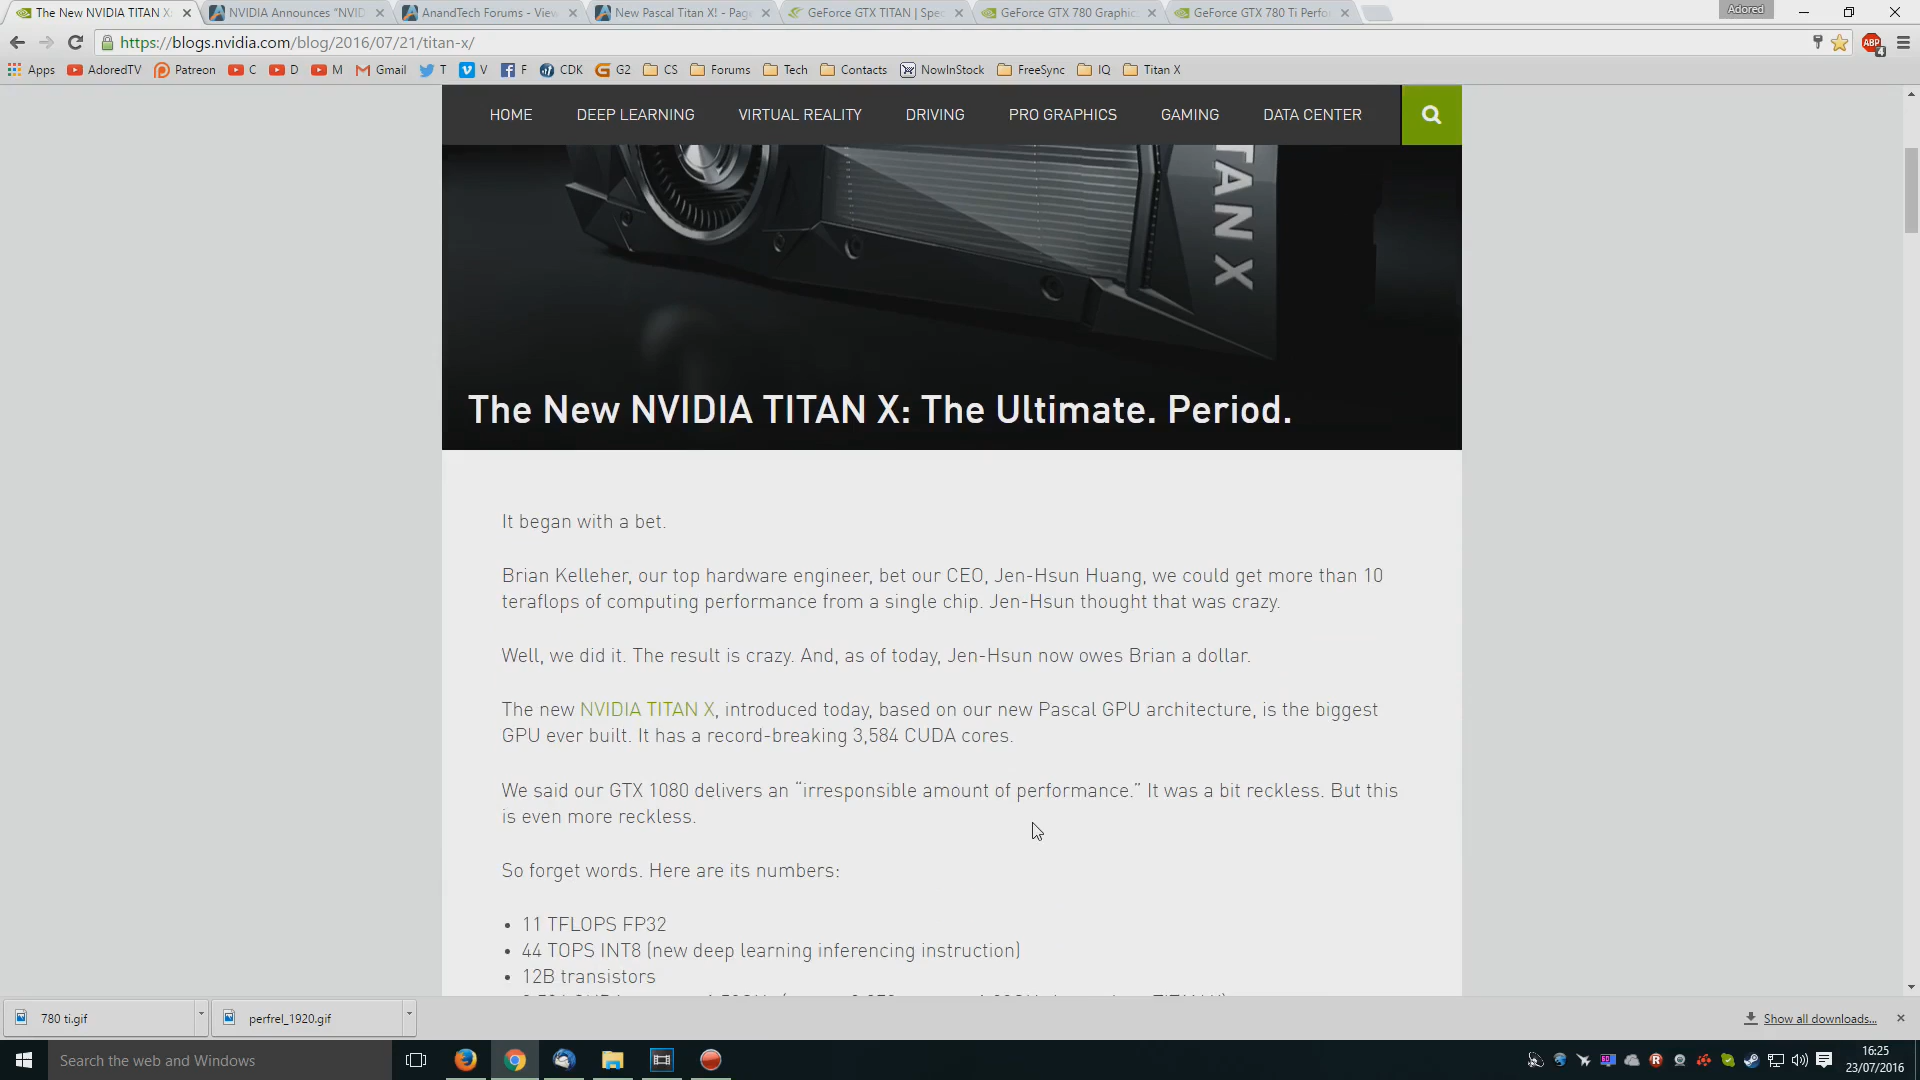 The New NVIDIA TITAN X:
NVIDIA Announces “NVID
AnandTech Forums - View
New Pascal Titan X! - Page
GeForce GTX TITAN | Spec
GeForce GTX 780 Graphic
GeForce GTX 780 Ti Perfo
Adored
https://blogs.nvidia.com/blog/2016/07/21/titan-x/
ABP
4
Apps
AdoredTV
Patreon
C
D
M
Gmail
T
V
F
CDK
G2
CS
Forums
Tech
Contacts
NowInStock
FreeSync
IQ
Titan X
HOME
DEEP LEARNING
VIRTUAL REALITY
DRIVING
PRO GRAPHICS
GAMING
DATA CENTER
TITAN X
The New NVIDIA TITAN X: The Ultimate. Period.
It began with a bet.
Brian Kelleher, our top hardware engineer, bet our CEO, Jen-Hsun Huang, we could get more than 10
teraflops of computing performance from a single chip. Jen-Hsun thought that was crazy.
Well, we did it. The result is crazy. And, as of today, Jen-Hsun now owes Brian a dollar.
The new NVIDIA TITAN X, introduced today, based on our new Pascal GPU architecture, is the biggest
GPU ever built. It has a record-breaking 3,584 CUDA cores.
We said our GTX 1080 delivers an “irresponsible amount of performance.” It was a bit reckless. But this
is even more reckless.
So forget words. Here are its numbers:
• 11 TFLOPS FP32
• 44 TOPS INT8 (new deep learning inferencing instruction)
• 12B transistors
780 ti.gif
perfrel_1920.gif
Show all downloads...
Search the web and Windows
16:25
23/07/2016